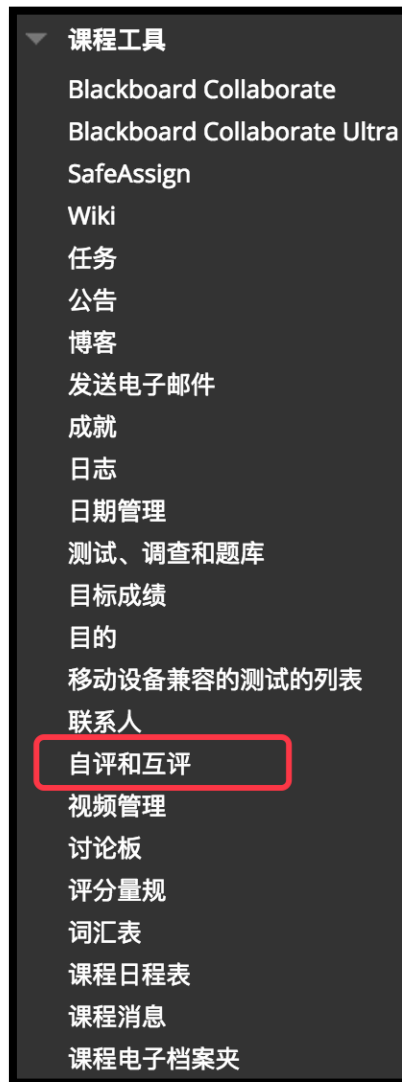 课程工具
Blackboard Collaborate
Blackboard Collaborate Ultra
SafeAssign
Wiki
任务
公告
博客
发送电子邮件
成就
日志
日期管理
测试、调查和题库
目标成绩
目的
移动设备兼容的测试的列表
联系人
自评和互评
视频管理
讨论板
评分量规
词汇表
课程日程表
课程消息
课程电子档案夹